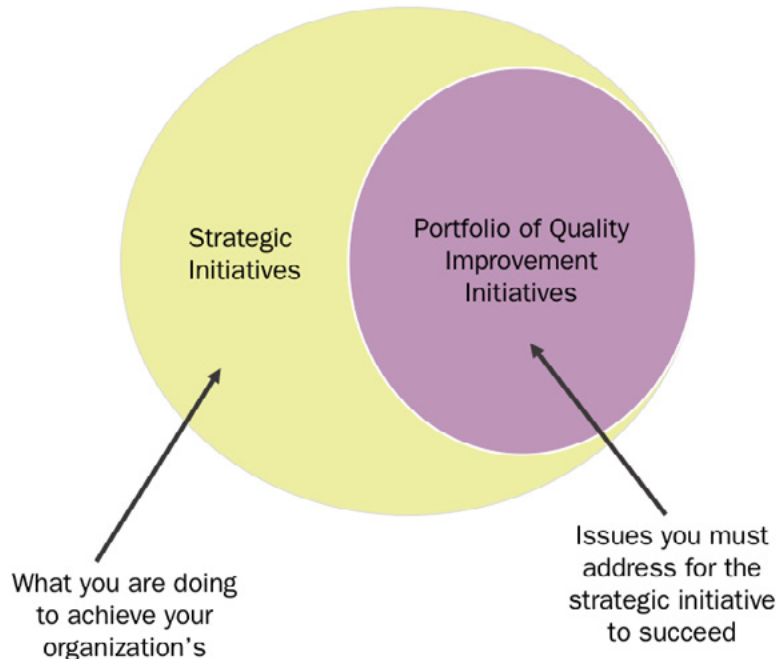 Strategic
Initiatives
Portfolio of Quality
Improvement
Initiatives
What you are doing
to achieve your
organization's
Issues you must
address for the
strategic initiative
to succeed